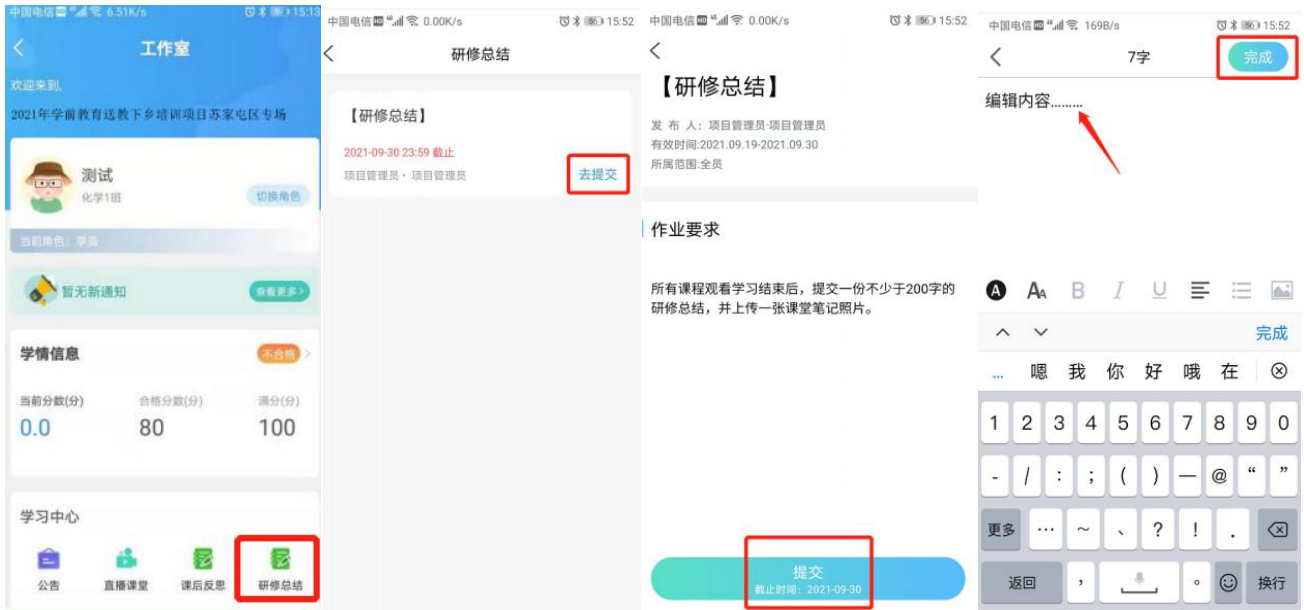 中国电信HD 46 6.51K/s 15:13
工作室
欢迎来到,
2021年学前教育送教下乡培训项目苏家屯区专场
测试
化学1班
切换角色
当前角色：学员
暂无新通知
查看更多>
学情信息
不合格
当前分数(分) 合格分数(分) 满分(分)
0.0 80 100
学习中心
公告 直播课堂 课后反思 研修总结
中国电信HD 46 0.00K/s 15:52
研修总结
【研修总结】
2021-09-30 23:59 截止
项目管理员·项目管理员
去提交
中国电信HD 46 0.00K/s 15:52
【研修总结】
发 布 人：项目管理员·项目管理员
有效时间:2021.09.19-2021.09.30
所属范围:全员
作业要求
所有课程观看学习结束后，提交一份不少于200字的
研修总结，并上传一张课堂笔记照片。
提交
截止时间：2021-09-30
中国电信HD 46 169B/s 15:52
7字
完成
编辑内容………
A AA B I U
完成
… 嗯 我 你 好 哦 在
1 2 3 4 5 6 7 8 9 0
- / : ; ( ) — @ “ ”
更多 … ~ 、 ? ! .
返回 , 。 换行